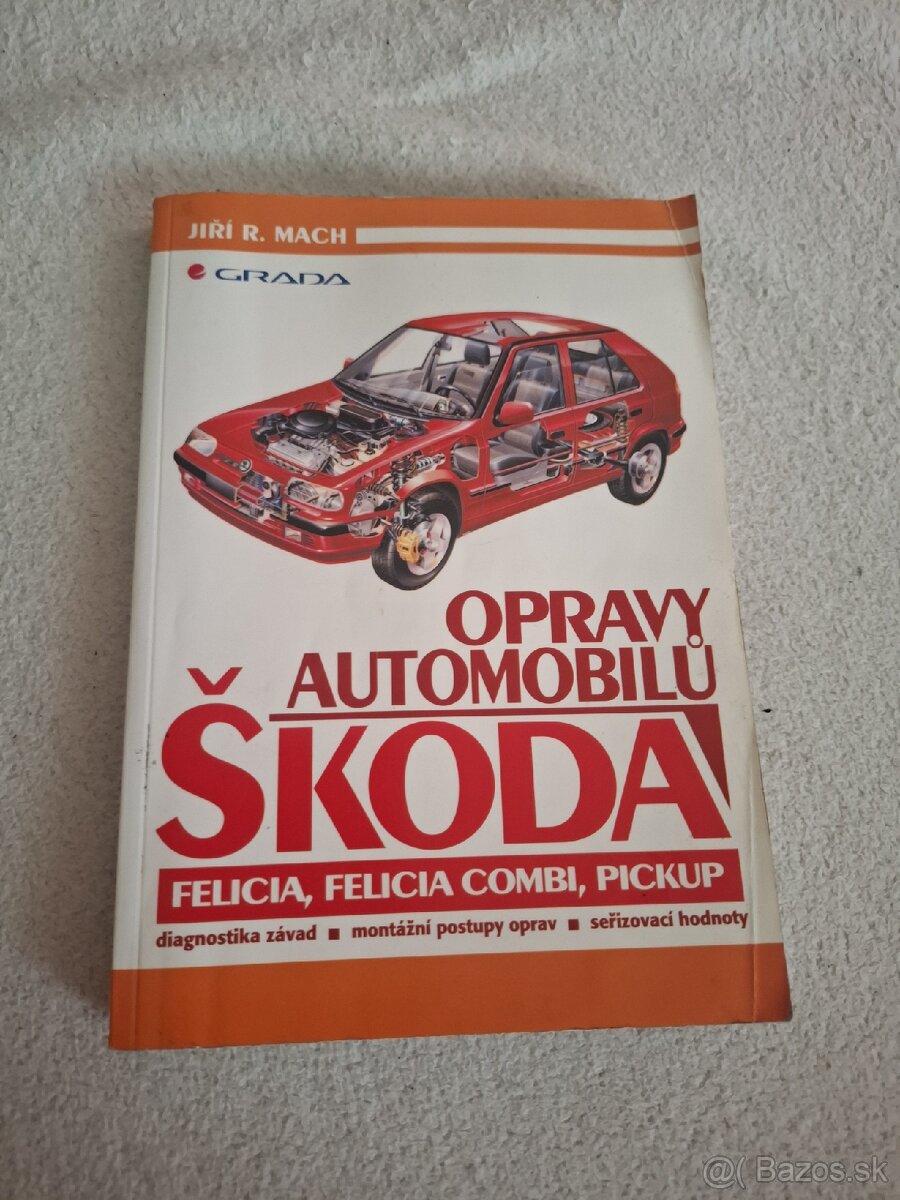 JIŘÍ R. MACH
GRADA
OPRAVY
AUTOMOBILŮ
ŠKODA
FELICIA, FELICIA COMBI, PICKUP
diagnostika závad ■ montážní postupy oprav ■ seřizovací hodnoty
@( Bazos.sk